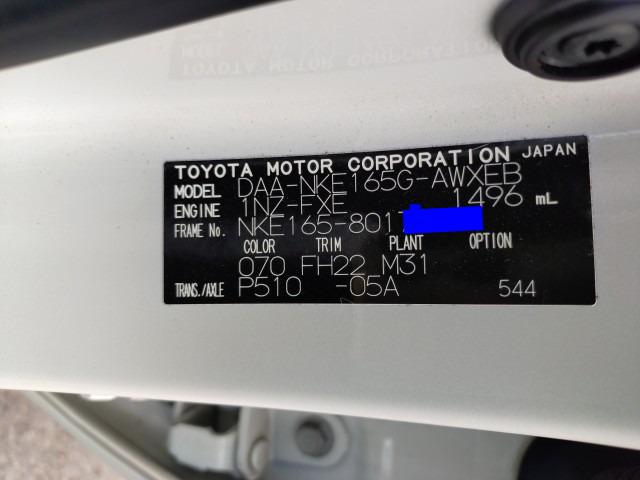 TOYOTA MOTOR CORPORATION JAPAN
MODEL DAA-NKE165G-AWXEB
ENGINE 1NZ-FXE 1496 mL
FRAME No. NKE165-801
COLOR TRIM PLANT OPTION
070 FH22 M31
TRANS./AXLE P510 -05A 544